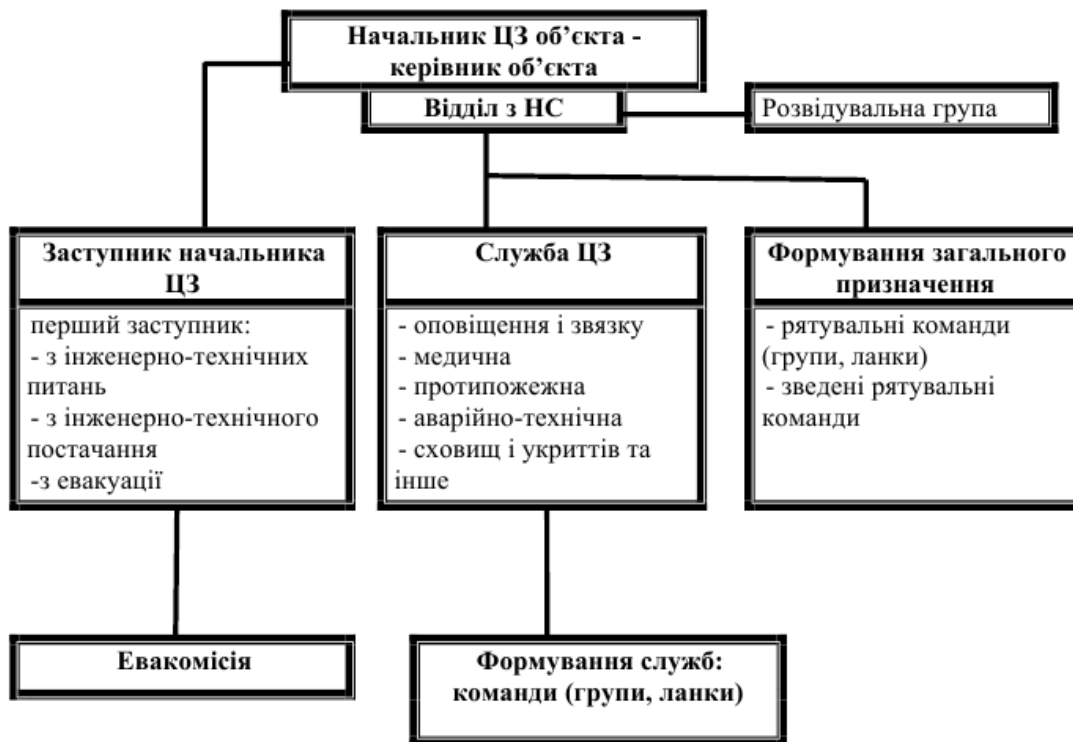 Начальник ЦЗ об’єкта -
керівник об’єкта
Відділ з НС
Розвідувальна група
Заступник начальника
ЦЗ
перший заступник:
- з інженерно-технічних
питань
- з інженерно-технічного
постачання
-з евакуації
Служба ЦЗ
- оповіщення і звязку
- медична
- протипожежна
- аварійно-технічна
- сховищ і укриттів та
інше
Формування загального
призначення
- рятувальні команди
(групи, ланки)
- зведені рятувальні
команди
Евакомісія
Формування служб:
команди (групи, ланки)